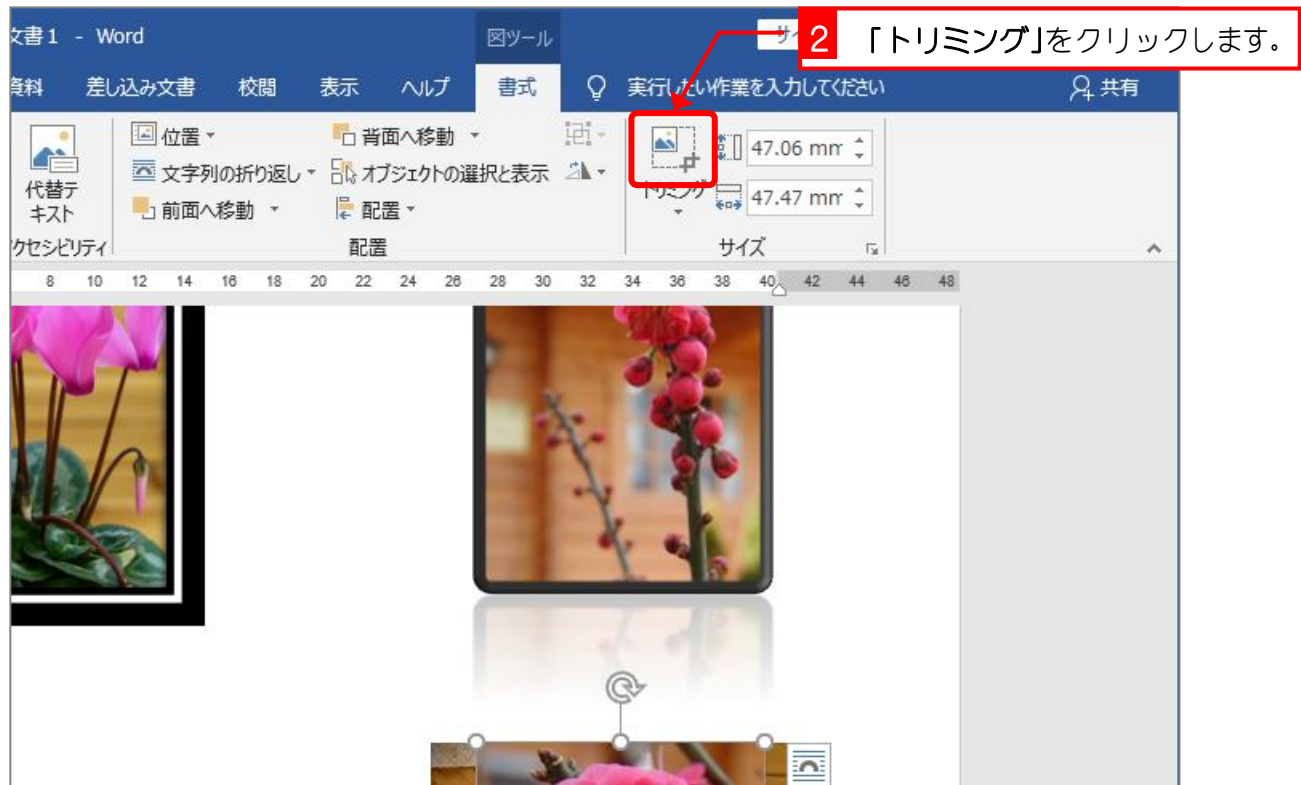 文書1 - Word
図ツール
サイ
2 「トリミング」をクリックします。
資料 差し込み文書 校閲 表示 ヘルプ 書式 実行したい作業を入力してください 共有
位置
背面へ移動
47.06 mm
代替テ
キスト
文字列の折り返し
オブジェクトの選択と表示
トリミング
前面へ移動
配置
47.47 mm
クセシビリティ
配置
サイズ
8 10 12 14 16 18 20 22 24 26 28 30 32 34 36 38 40 42 44 46 48